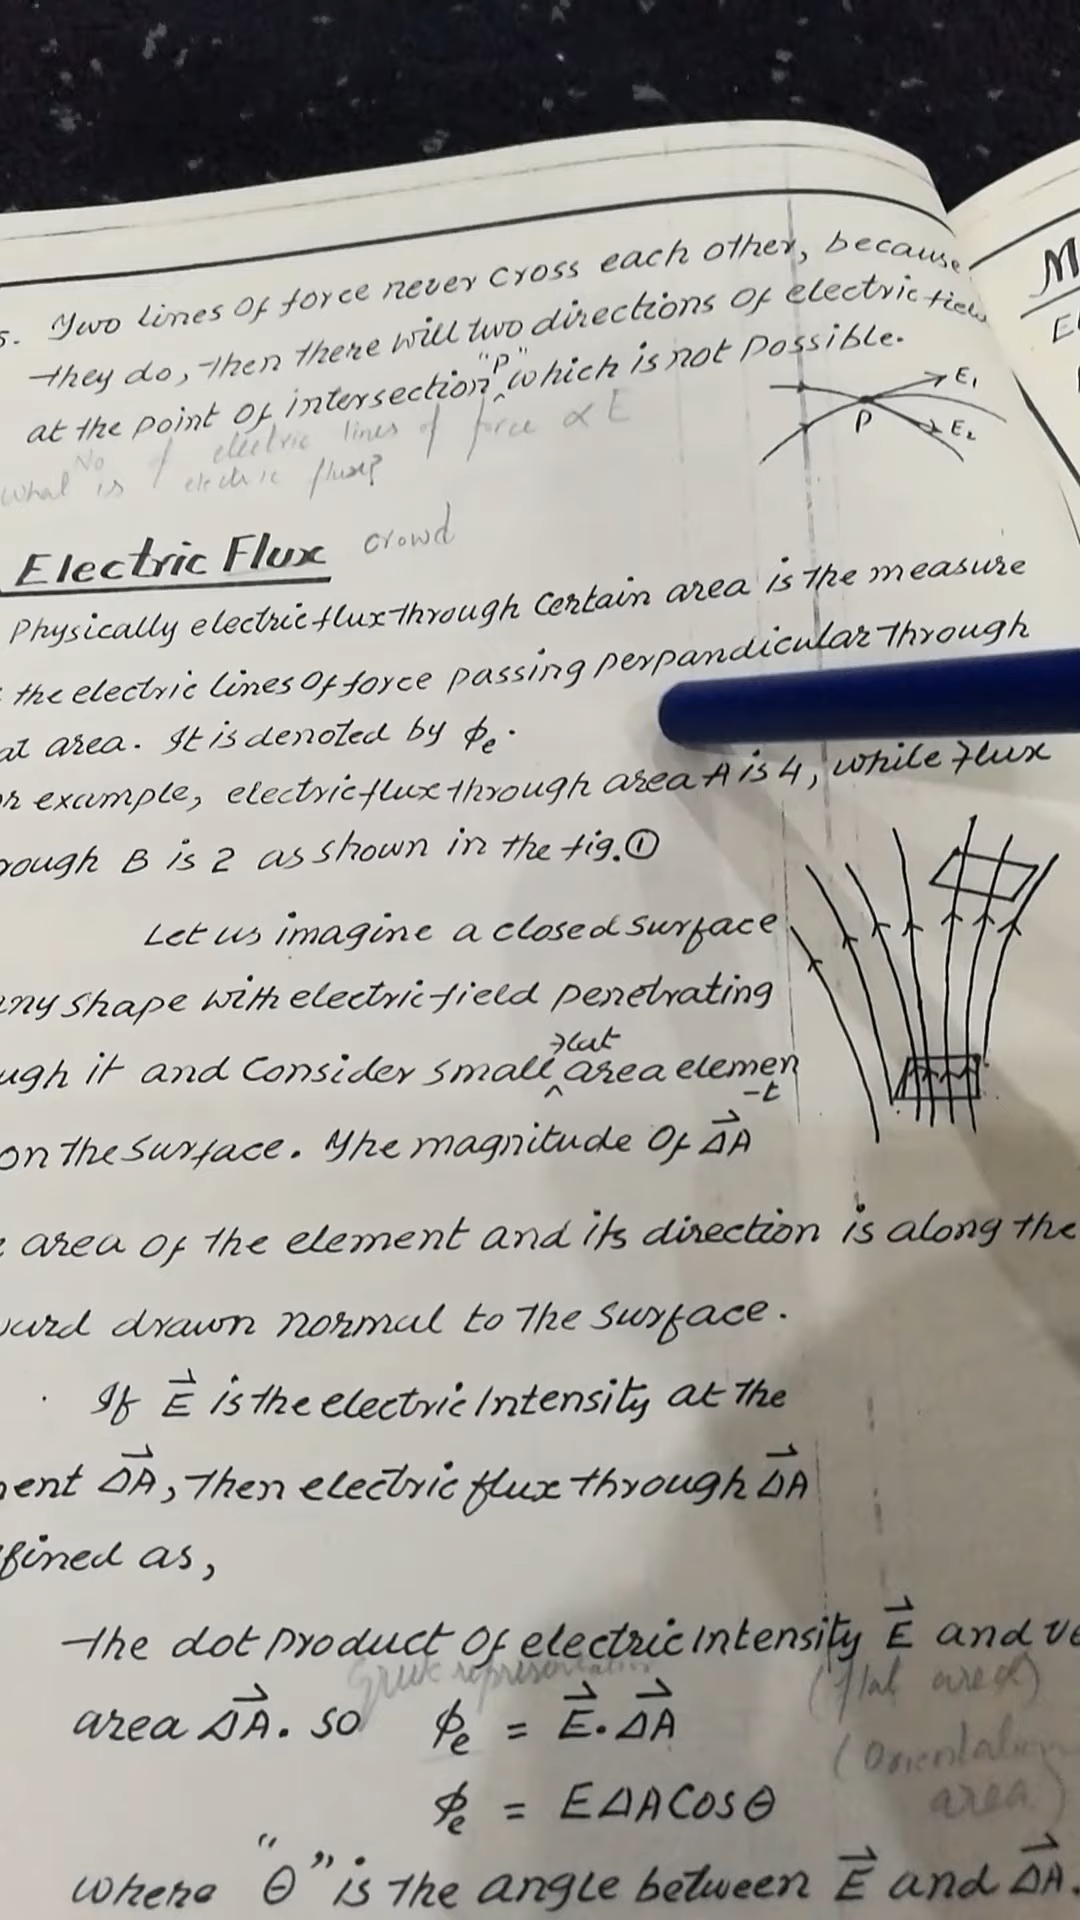 5. Two lines of force never cross each other, because
they do, then there will two directions of electric field
at the point of intersection "P" which is not possible.
E₁
P
E₂
No of electric lines of force ∝ E
what is electric flux?
Electric Flux crowd
Physically electric flux through certain area is the measure
the electric lines of force passing perpandicular through
at area. It is denoted by ϕe.
or example, electric flux through area A is 4, while flux
rough B is 2 as shown in the fig.①
Let us imagine a closed surface
any shape with electric field penetrating
ugh it and consider small flat area elemen
-t
on the surface. The magnitude of ΔA⃗
area of the element and its direction is along the
ward drawn normal to the surface.
If E⃗ is the electric Intensity at the
ment ΔA⃗, then electric flux through ΔA⃗
fined as,
the dot product of electric Intensity E⃗ and ve
Greek representation (flat area)
area ΔA⃗. so ϕe = E⃗.ΔA⃗
(Orientation
area)
ϕe = EΔA Cosθ
where "θ" is the angle between E⃗ and ΔA⃗.
M
E